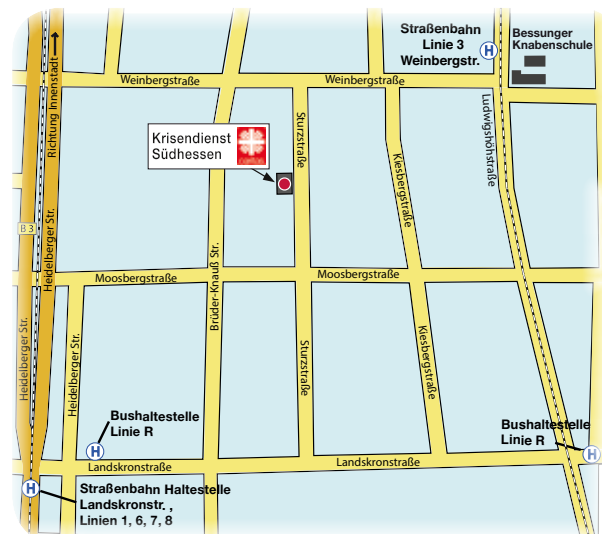 Straßenbahn
Linie 3
Weinbergstr.
H
Bessunger
Knabenschule
Richtung Innenstadt
Weinbergstraße
Weinbergstraße
Ludwigshöhstraße
Krisendienst
Südhessen
Sturzstraße
Kiesbergstraße
B 3
Heidelberger Str.
Brüder-Knauß Str.
Moosbergstraße
Moosbergstraße
Heidelberger Str.
Heidelberger Str.
Sturzstraße
Kiesbergstraße
Bushaltestelle
Linie R
H
Bushaltestelle
Linie R
H
Landskronstraße
Landskronstraße
H
Straßenbahn Haltestelle
Landskronstr. ,
Linien 1, 6, 7, 8